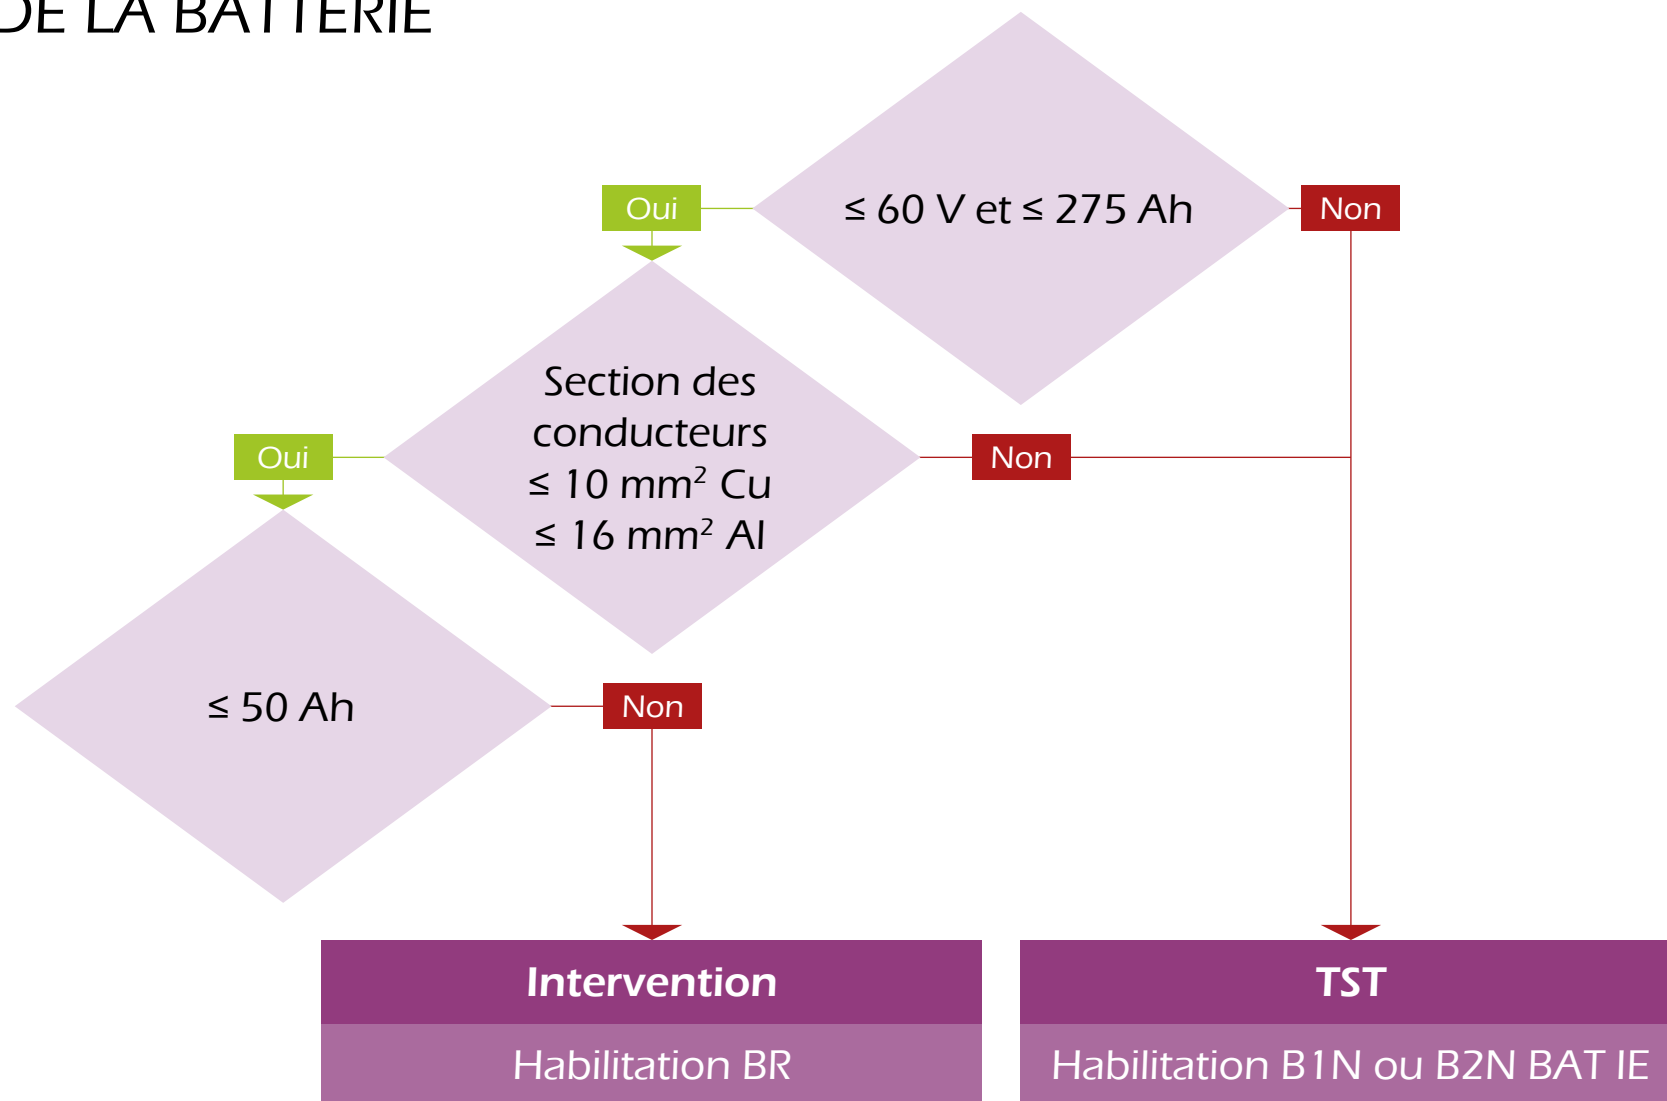 DE LA BATTERIE
≤ 60 V et ≤ 275 Ah
Oui
Non
Section des
conducteurs
≤ 10 mm² Cu
≤ 16 mm² Al
Oui
Non
≤ 50 Ah
Non
Intervention
Habilitation BR
TST
Habilitation B1N ou B2N BAT IE